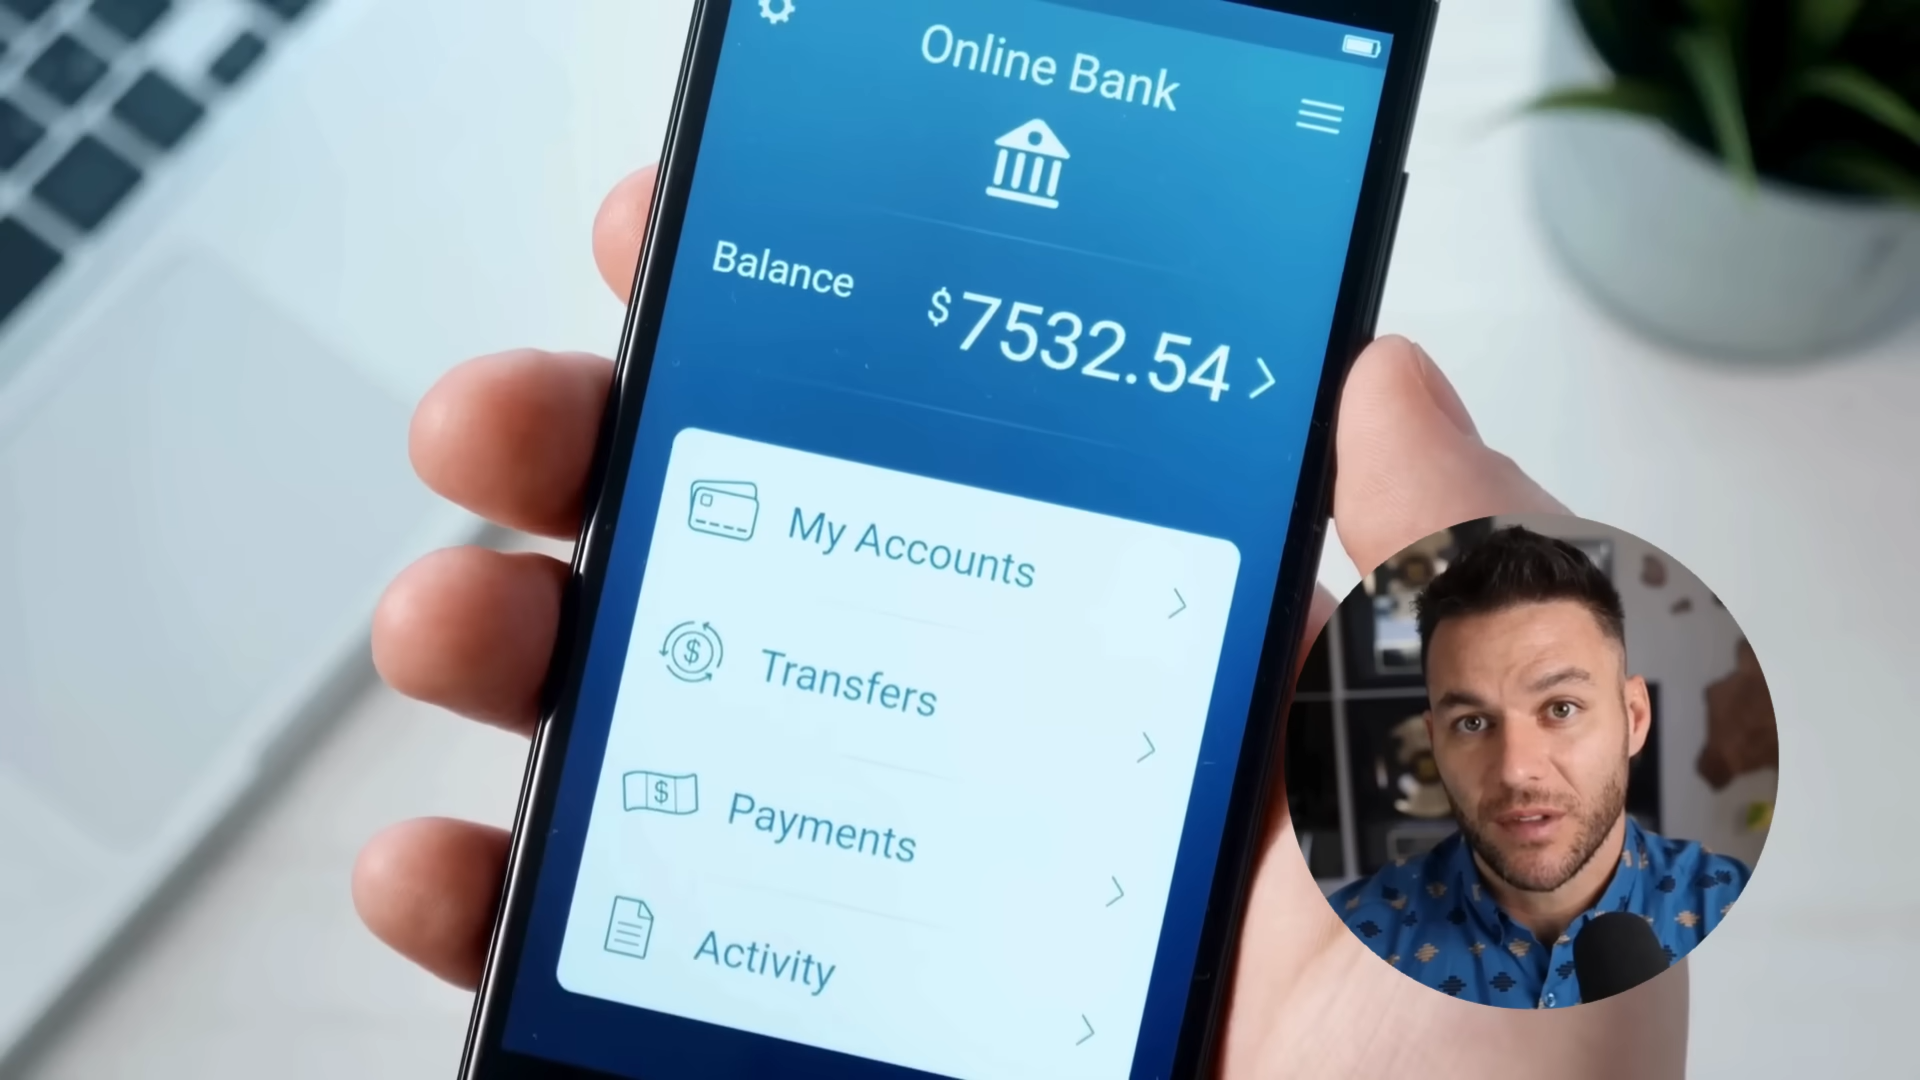 Online Bank
Balance
$7532.54
My Accounts
Transfers
Payments
Activity